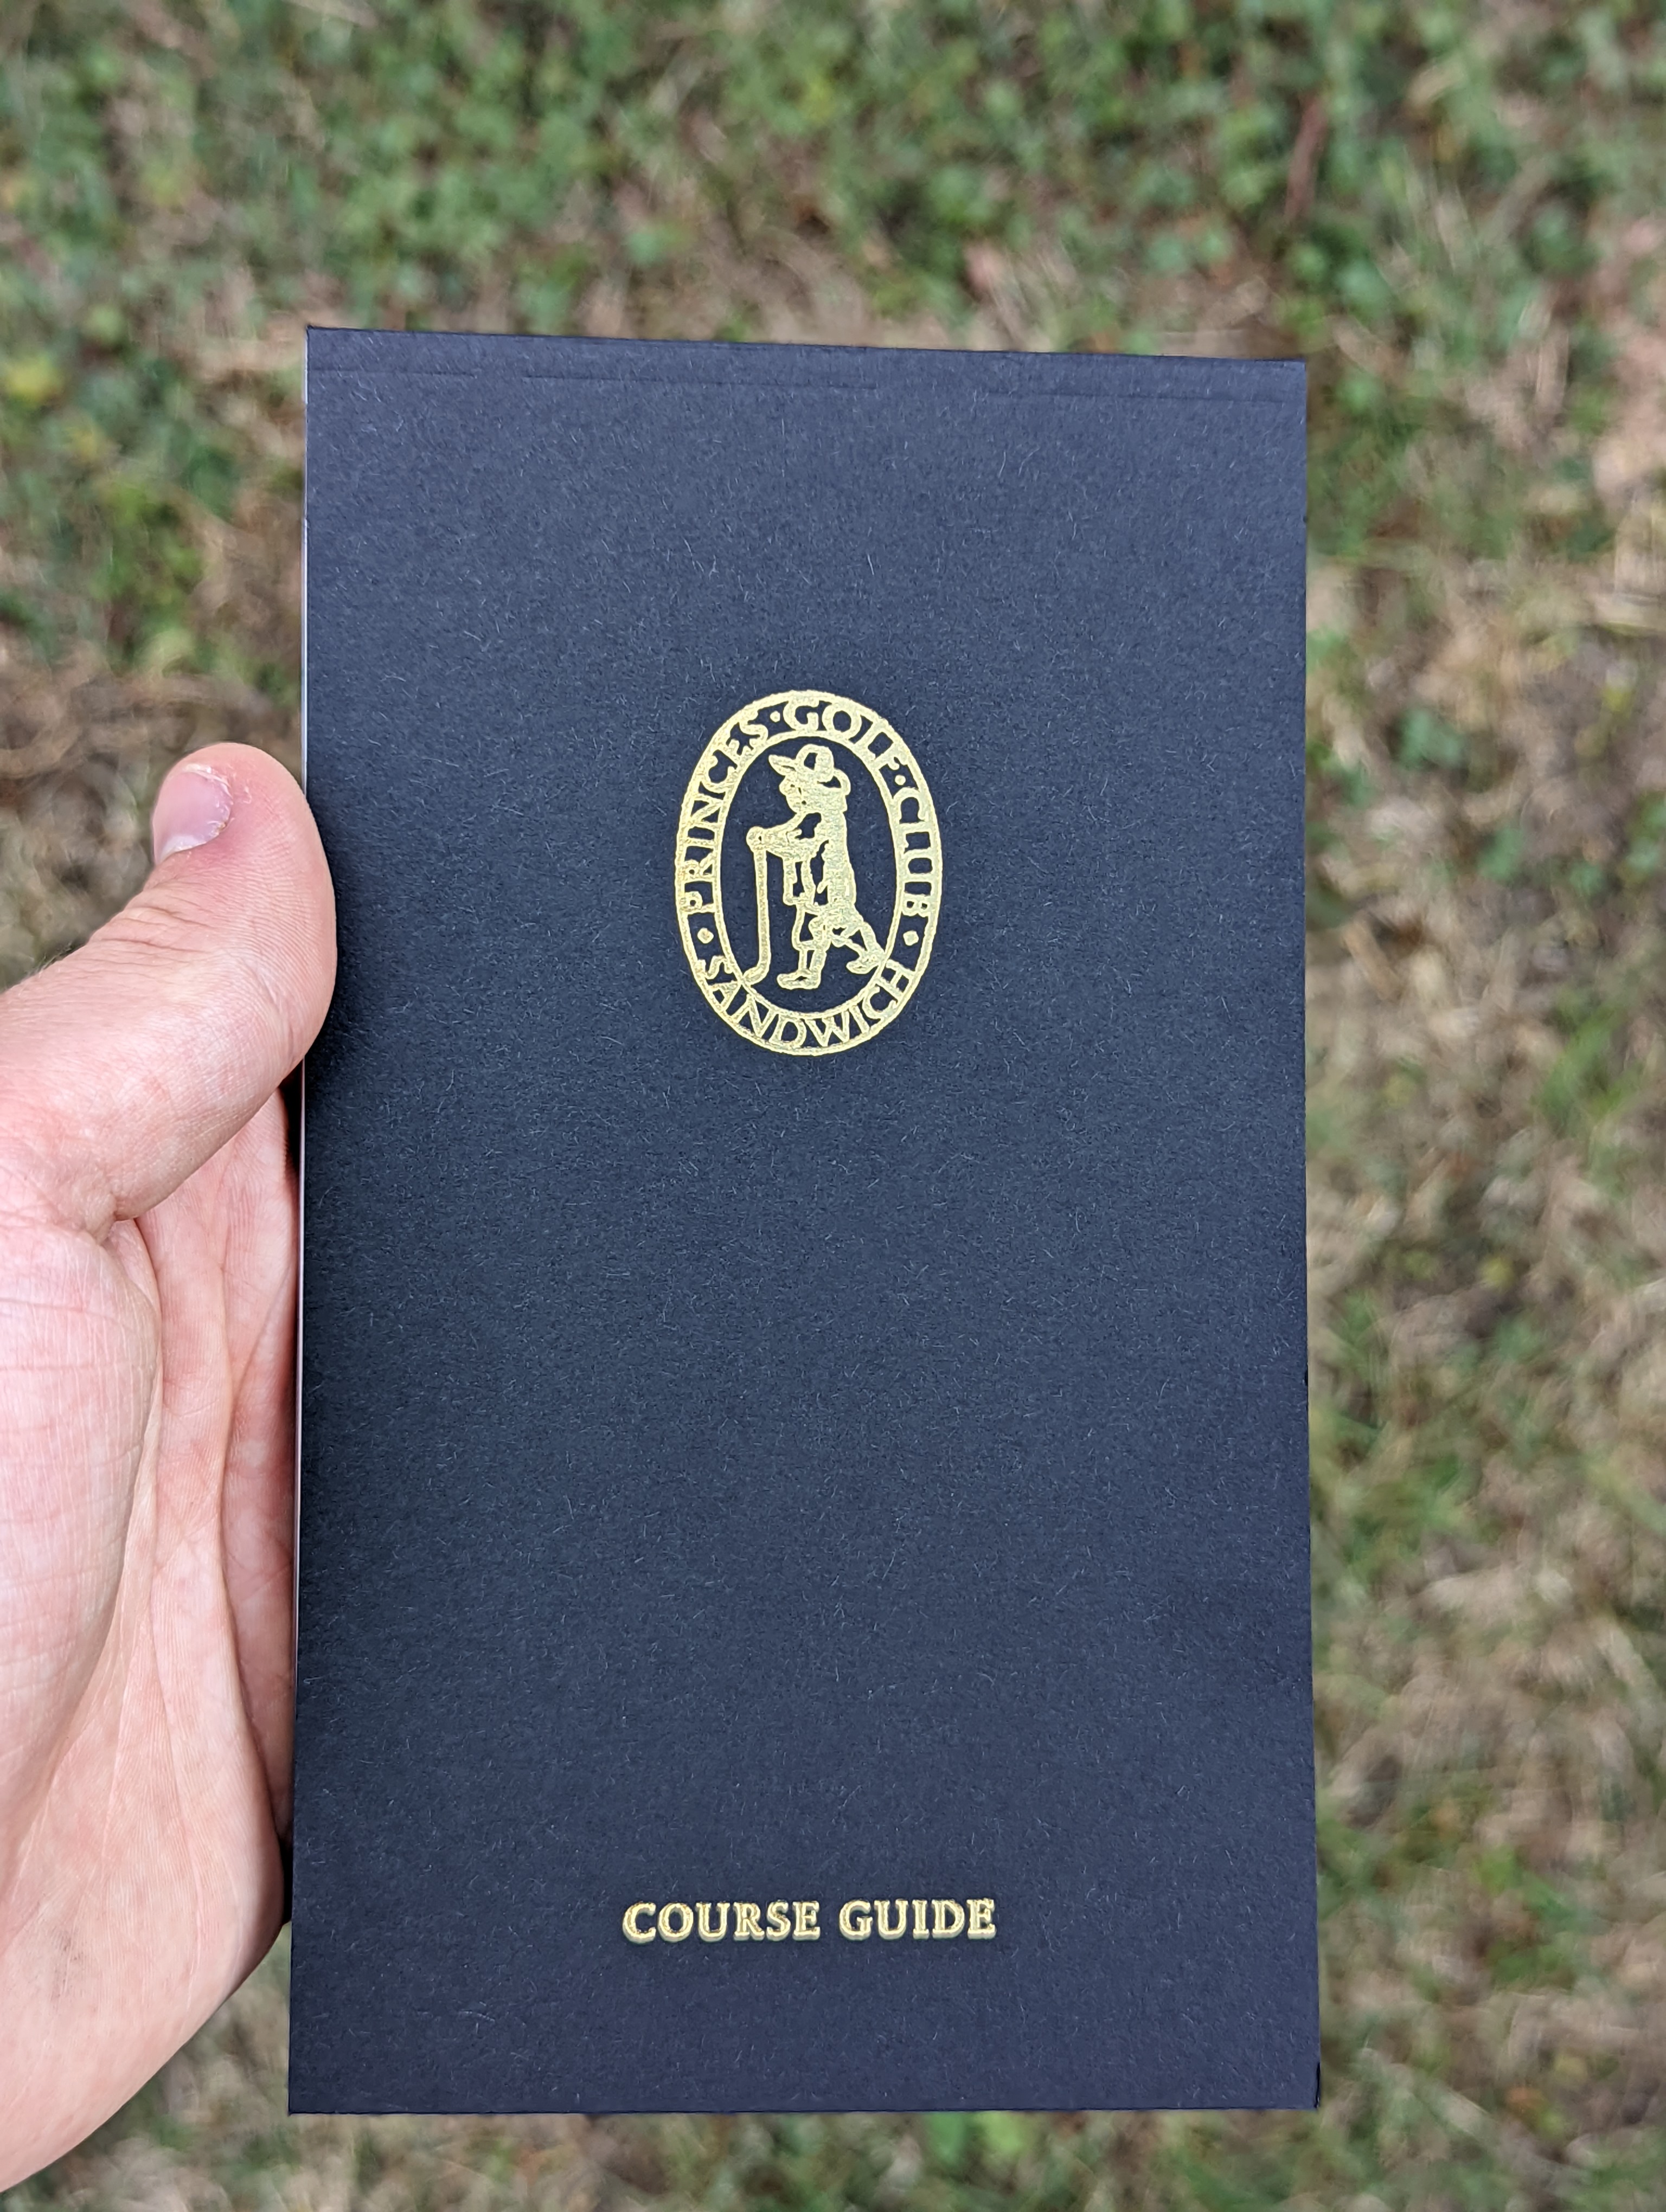 PRINCES·GOLF·CLUB
·SANDWICH·
COURSE GUIDE